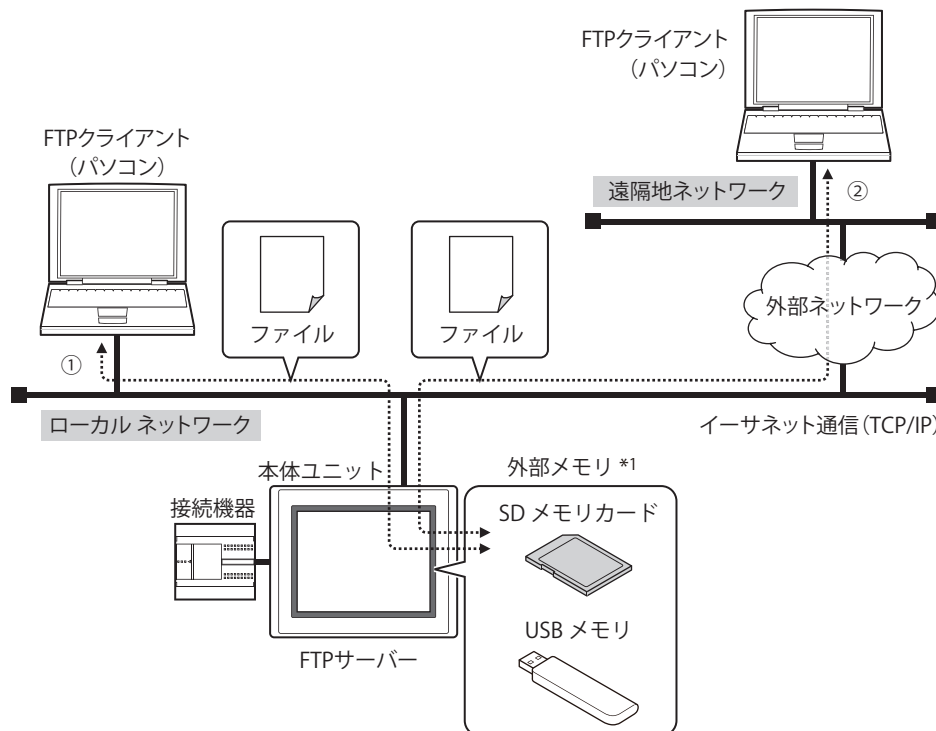 FTPクライアント
（パソコン）
FTPクライアント
（パソコン）
遠隔地ネットワーク
②
ファイル
ファイル
外部ネットワーク
①
ローカル ネットワーク
イーサネット通信（TCP/IP）
本体ユニット
外部メモリ *1
接続機器
SD メモリカード
USB メモリ
FTPサーバー